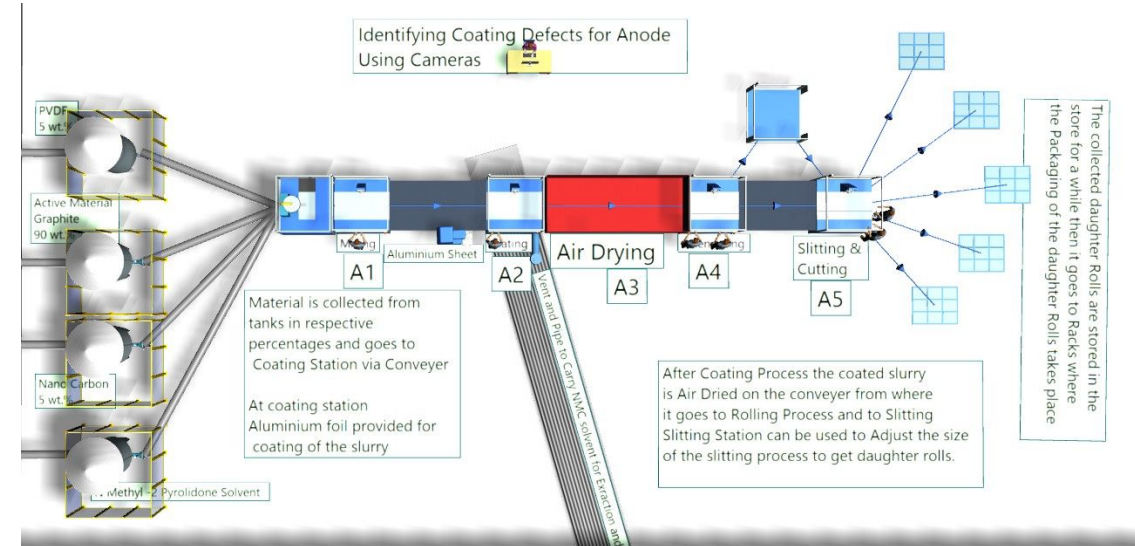 Identifying Coating Defects for Anode
Using Cameras
PVDF
5 wt.%
Active Material
Graphite
90 wt.%
Nano Carbon
5 wt.%
Methyl -2 Pyrolidone Solvent
A1
Aluminium Sheet
A2
Air Drying
A3
A4
Slitting &
Cutting
A5
Material is collected from
tanks in respective
percentages and goes to
Coating Station via Conveyer
At coating station
Aluminium foil provided for
coating of the slurry
Vent and Pipe to Carry NMC solvent for Exraction and
After Coating Process the coated slurry
is Air Dried on the conveyer from where
it goes to Rolling Process and to Slitting
Slitting Station can be used to Adjust the size
of the slitting process to get daughter rolls.
The collected daughter Rolls are stored in the
store for a while then it goes to Racks where
the Packaging of the daughter Rolls takes place